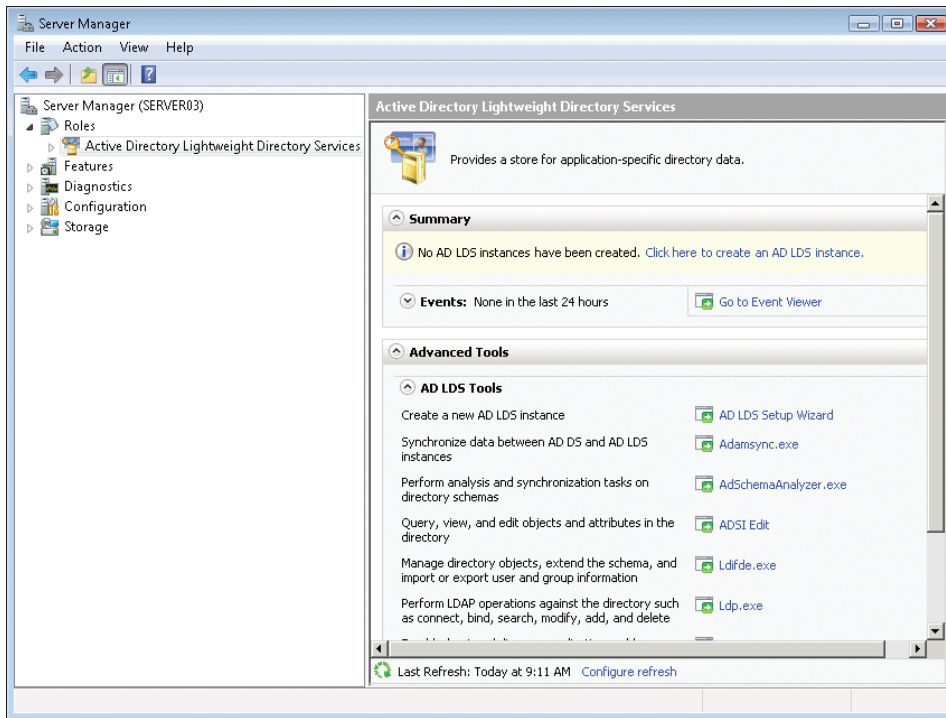 Server Manager
File Action View Help
Server Manager (SERVER03)
Roles
Active Directory Lightweight Directory Services
Features
Diagnostics
Configuration
Storage
Active Directory Lightweight Directory Services
Provides a store for application-specific directory data.
Summary
No AD LDS instances have been created. Click here to create an AD LDS instance.
Events: None in the last 24 hours
Go to Event Viewer
Advanced Tools
AD LDS Tools
Create a new AD LDS instance
AD LDS Setup Wizard
Synchronize data between AD DS and AD LDS
instances
Adamsync.exe
Perform analysis and synchronization tasks on
directory schemas
AdSchemaAnalyzer.exe
Query, view, and edit objects and attributes in the
directory
ADSI Edit
Manage directory objects, extend the schema, and
import or export user and group information
Ldifde.exe
Perform LDAP operations against the directory such
as connect, bind, search, modify, add, and delete
Ldp.exe
Last Refresh: Today at 9:11 AM Configure refresh